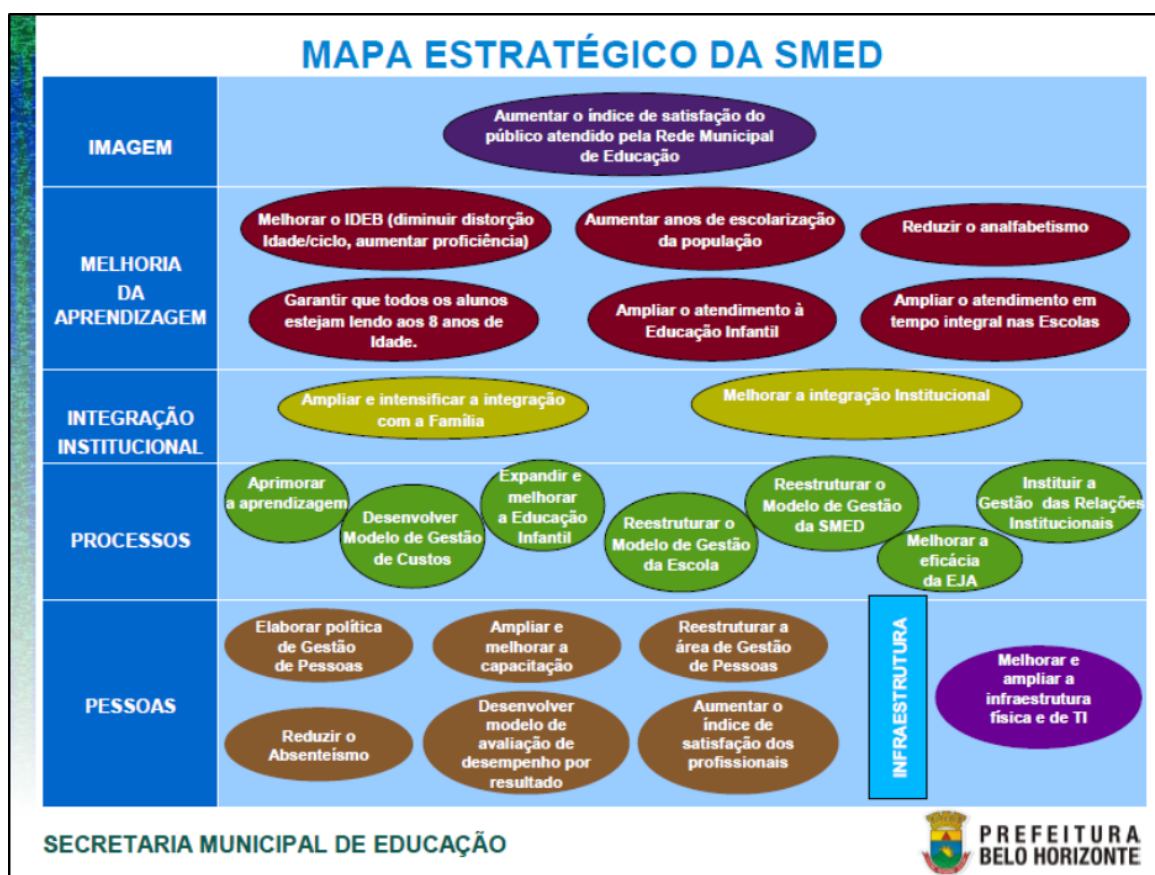 MAPA ESTRATÉGICO DA SMED
IMAGEM
Aumentar o índice de satisfação do
público atendido pela Rede Municipal
de Educação
MELHORIA
DA
APRENDIZAGEM
Melhorar o IDEB (diminuir distorção
Idade/ciclo, aumentar proficiência)
Aumentar anos de escolarização
da população
Reduzir o analfabetismo
Garantir que todos os alunos
estejam lendo aos 8 anos de
Idade.
Ampliar o atendimento à
Educação Infantil
Ampliar o atendimento em
tempo integral nas Escolas
INTEGRAÇÃO
INSTITUCIONAL
Ampliar e intensificar a integração
com a Família
Melhorar a integração Institucional
PROCESSOS
Aprimorar
a aprendizagem
Desenvolver
Modelo de Gestão
de Custos
Expandir e
melhorar
a Educação
Infantil
Reestruturar o
Modelo de Gestão
da Escola
Reestruturar o
Modelo de Gestão
da SMED
Melhorar a
eficácia
da EJA
Instituir a
Gestão das Relações
Institucionais
PESSOAS
Elaborar política
de Gestão
de Pessoas
Ampliar e
melhorar a
capacitação
Reestruturar a
área de Gestão
de Pessoas
Reduzir o
Absenteísmo
Desenvolver
modelo de
avaliação de
desempenho por
resultado
Aumentar o
índice de
satisfação dos
profissionais
INFRAESTRUTURA
Melhorar e
ampliar a
infraestrutura
física e de TI
SECRETARIA MUNICIPAL DE EDUCAÇÃO
PREFEITURA
BELO HORIZONTE